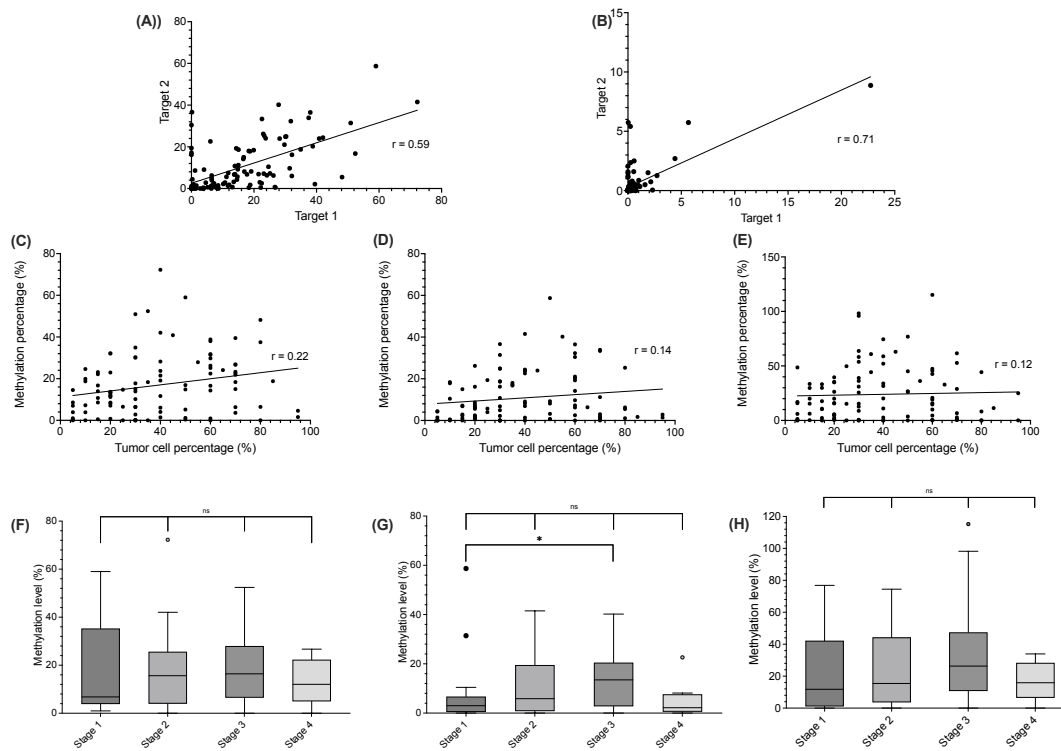 (A))
80
60
40
20
0
Target 2
0 20 40 60 80
Target 1
r = 0.59
(B)
15
10
5
0
Target 2
0 5 10 15 20 25
Target 1
r = 0.71
(C)
80
60
40
20
0
Methylation percentage (%)
0 20 40 60 80 100
Tumor cell percentage (%)
r = 0.22
(D)
80
60
40
20
0
Methylation percentage (%)
0 20 40 60 80 100
Tumor cell percentage (%)
r = 0.14
(E)
150
100
50
0
Methylation percentage (%)
0 20 40 60 80 100
Tumor cell percentage (%)
r = 0.12
(F)
ns
80
60
40
20
0
Methylation level (%)
Stage 1 Stage 2 Stage 3 Stage 4
(G)
ns
*
80
60
40
20
0
Methylation level (%)
Stage 1 Stage 2 Stage 3 Stage 4
(H)
ns
120
100
80
60
40
20
0
Methylation level (%)
Stage 1 Stage 2 Stage 3 Stage 4